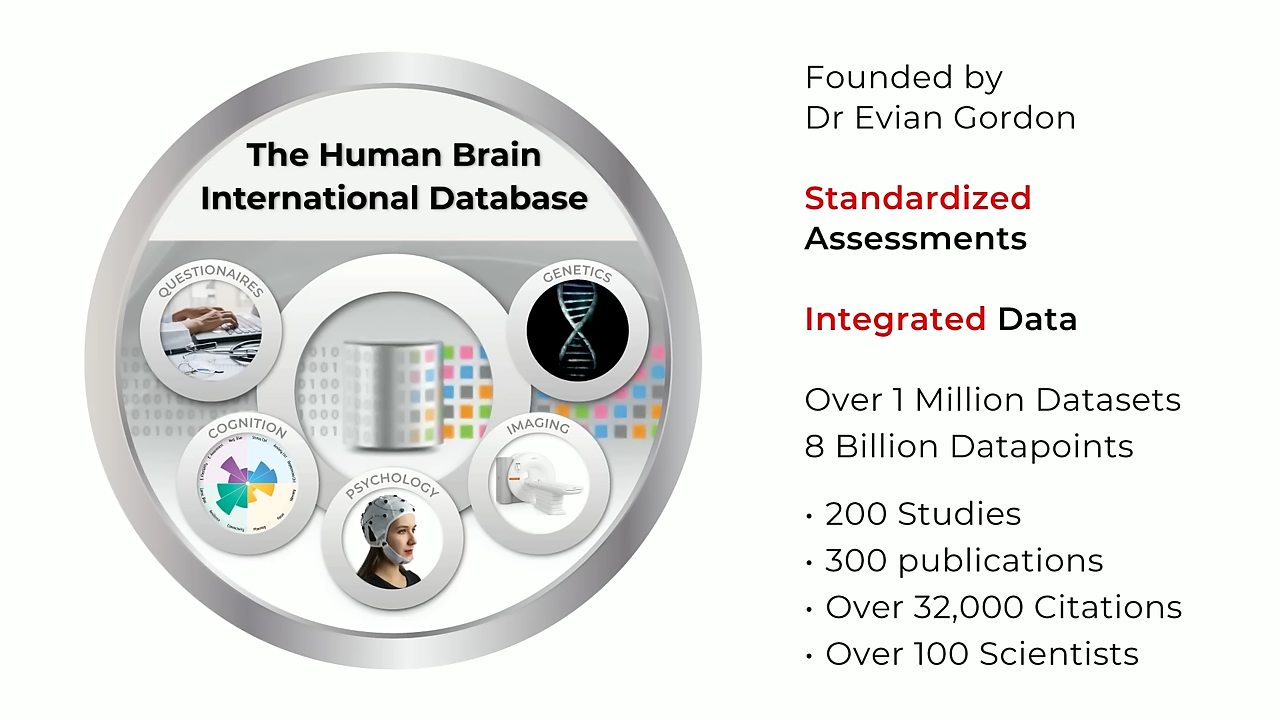 The Human Brain
International Database
QUESTIONAIRES
GENETICS
COGNITION
IMAGING
PSYCHOLOGY
Founded by
Dr Evian Gordon
Standardized
Assessments
Integrated Data
Over 1 Million Datasets
8 Billion Datapoints
• 200 Studies
• 300 publications
• Over 32,000 Citations
• Over 100 Scientists